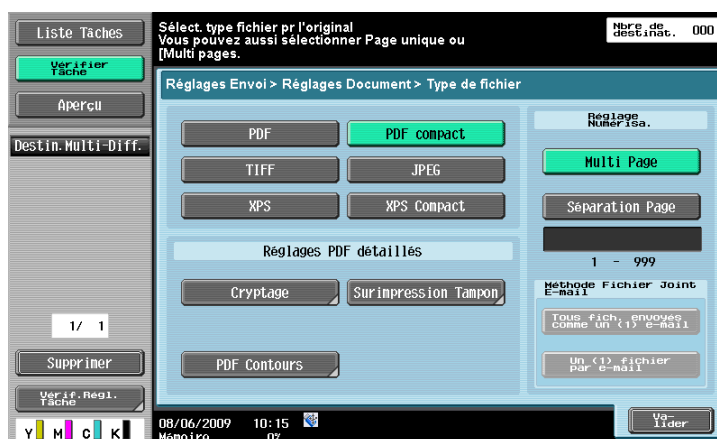 Liste Tâches
Sélect. type fichier pr l'original
Vous pouvez aussi sélectionner Page unique ou
[Multi pages.
Nbre de
destinat. 000
Vérifier
Tâche
Aperçu
Réglages Envoi > Réglages Document > Type de fichier
Destin.Multi-Diff.
PDF
PDF compact
TIFF
JPEG
XPS
XPS Compact
Réglage
Numérisa.
Multi Page
Séparation Page
1 - 999
Réglages PDF détaillés
Cryptage
Surimpression Tampon
PDF Contours
Méthode Fichier Joint
E-mail
Tous fich. envoyés
comme un (1) e-mail
Un (1) fichier
par e-mail
1/ 1
Supprimer
Vérif.Régl.
Tâche
Y M C K
08/06/2009 10:15
Mémoire 0%
Va-
lider